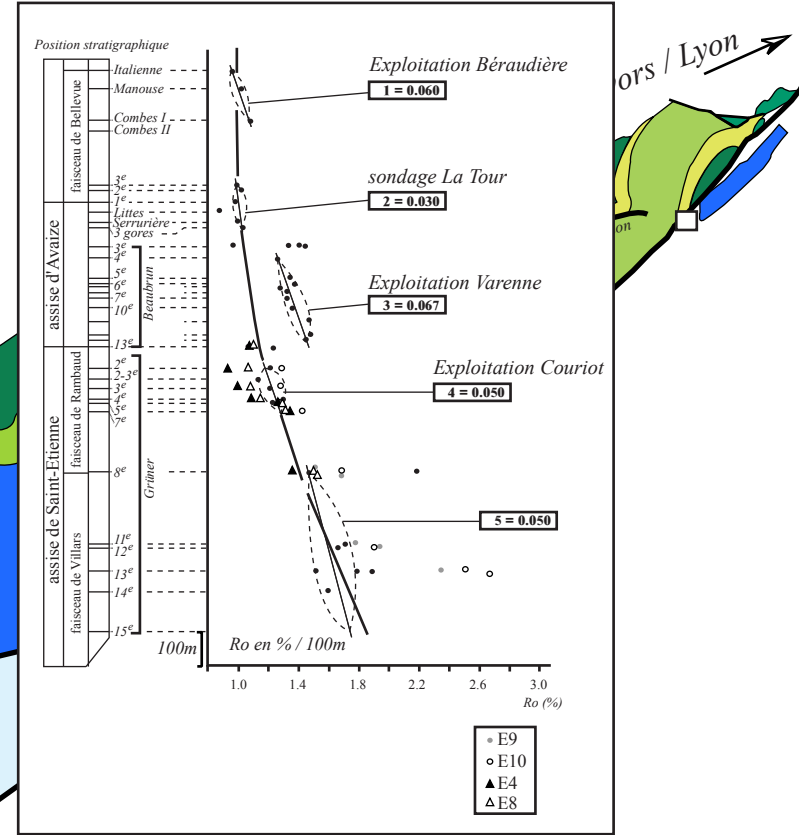 Position stratigraphique
Italienne
Manouse
Combes I
Combes II
3e
2e
1e
Littes
Serrurière
3 gores
3e
4e
5e
6e
7e
10e
13e
2e
2-3e
3e
4e
5e
7e
8e
11e
12e
13e
14e
15e
faisceau de Bellevue
assise d'Avaize
Beaubrun
faisceau de Rambaud
assise de Saint-Etienne
Grüner
faisceau de Villars
Exploitation Béraudière
1 = 0.060
sondage La Tour
2 = 0.030
Exploitation Varenne
3 = 0.067
Exploitation Couriot
4 = 0.050
5 = 0.050
100m
Ro en % / 100m
1.0 1.4 1.8 2.2 2.6 3.0
Ro (%)
E9
E10
E4
E8
ors / Lyon
on